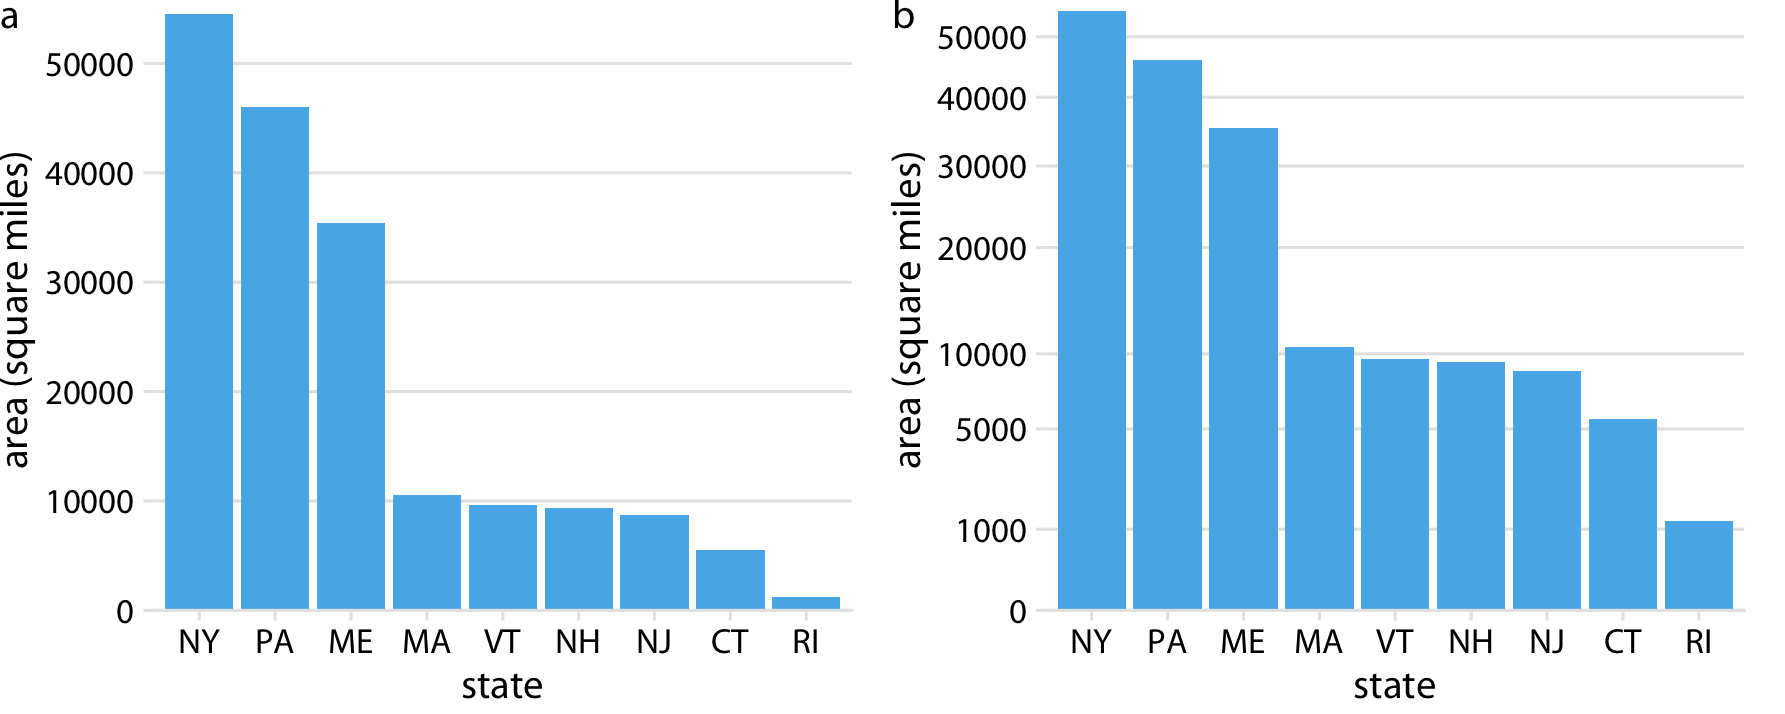 a
area (square miles)
50000
40000
30000
20000
10000
0
NY PA ME MA VT NH NJ CT RI
state
b
area (square miles)
50000
40000
30000
20000
10000
5000
1000
0
NY PA ME MA VT NH NJ CT RI
state